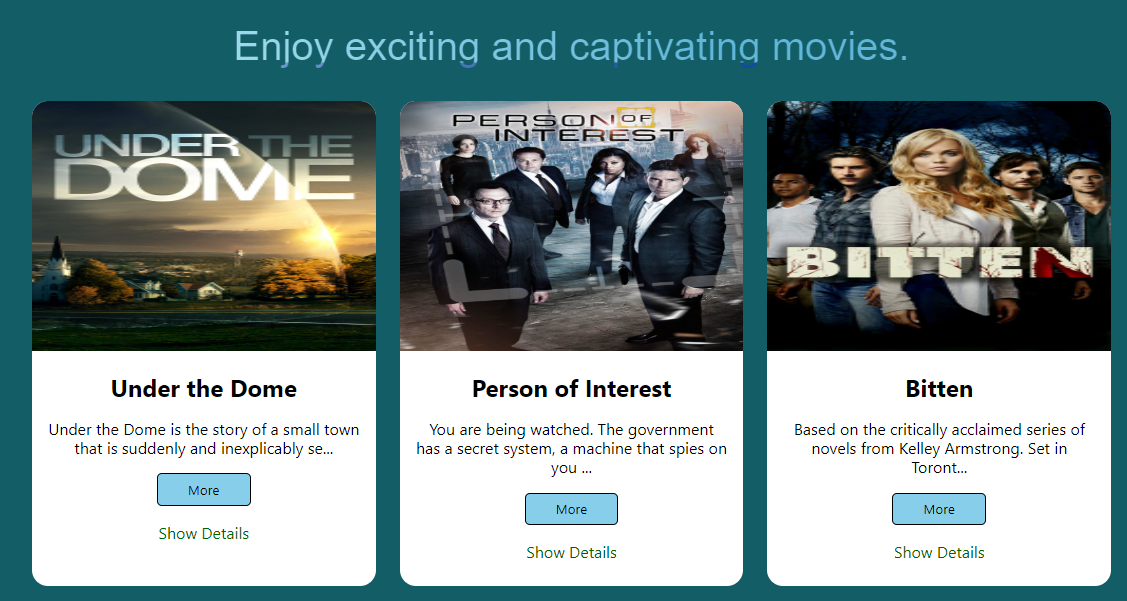 Enjoy exciting and captivating movies.
UNDER THE
DOME
PERSON OF
INTEREST
BITTEN
Under the Dome
Under the Dome is the story of a small town
that is suddenly and inexplicably se...
More
Show Details
Person of Interest
You are being watched. The government
has a secret system, a machine that spies on
you ...
More
Show Details
Bitten
Based on the critically acclaimed series of
novels from Kelley Armstrong. Set in
Toront...
More
Show Details